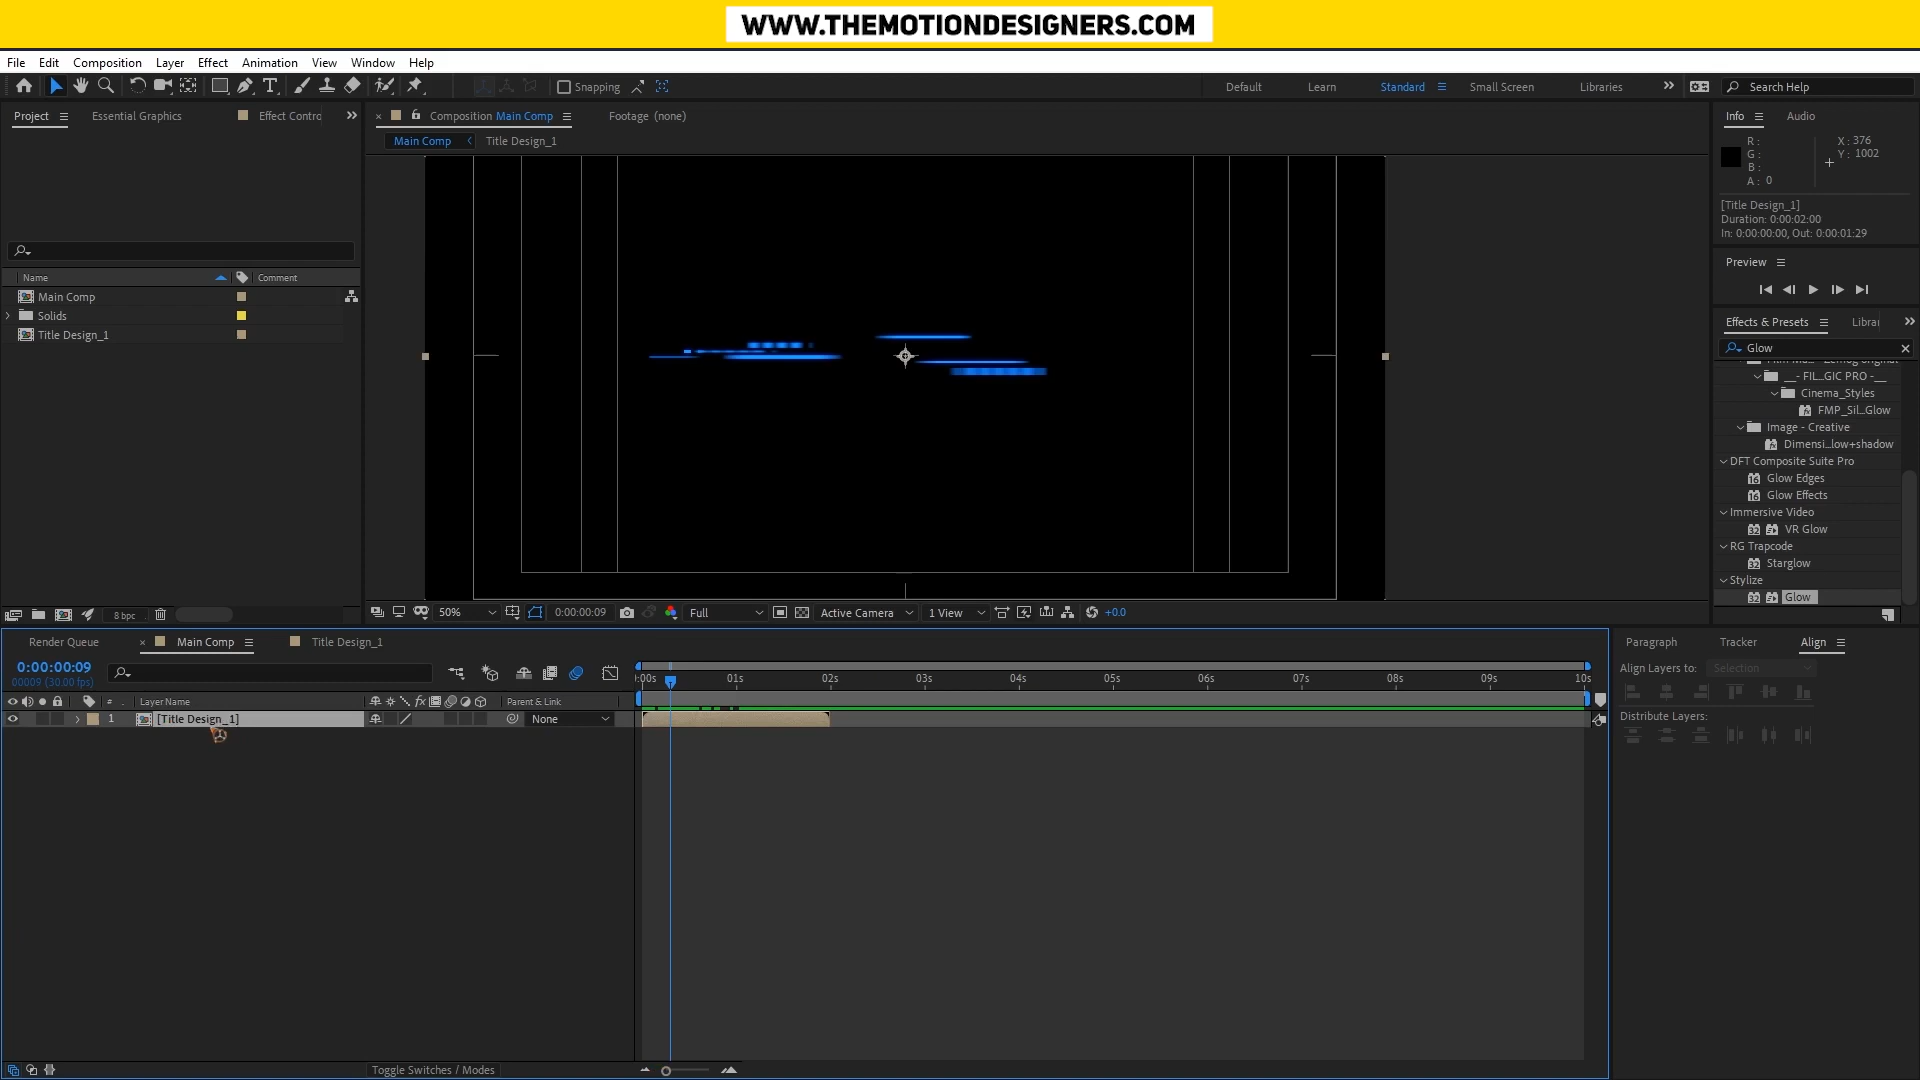 WWW.THEMOTIONDESIGNERS.COM
File Edit Composition Layer Effect Animation View Window Help
Snapping Default Learn Standard Small Screen Libraries Search Help
Project Essential Graphics Effect Contro
Composition Main Comp Footage (none)
Main Comp Title Design_1
Name Comment
Main Comp
Solids
Title Design_1
8 bpc
50% 0:00:00:09 Full Active Camera 1 View +0.0
Info Audio
R: X: 376
G: Y: 1002
B:
A: 0
[Title Design_1]
Duration: 0:00:02:00
In: 0:00:00:00, Out: 0:00:01:29
Preview
Effects & Presets Librar
Glow
__- FIL...GIC PRO -__
Cinema_Styles
FMP_Sil...Glow
Image - Creative
Dimensi...low+shadow
DFT Composite Suite Pro
Glow Edges
Glow Effects
Immersive Video
VR Glow
RG Trapcode
Starglow
Stylize
Glow
Render Queue Main Comp Title Design_1
0:00:00:09
00009 (30.00 fps)
:00s 01s 02s 03s 04s 05s 06s 07s 08s 09s 10s
# . Layer Name Parent & Link
1 [Title Design_1] None
Toggle Switches / Modes
Paragraph Tracker Align
Align Layers to: Selection
Distribute Layers: